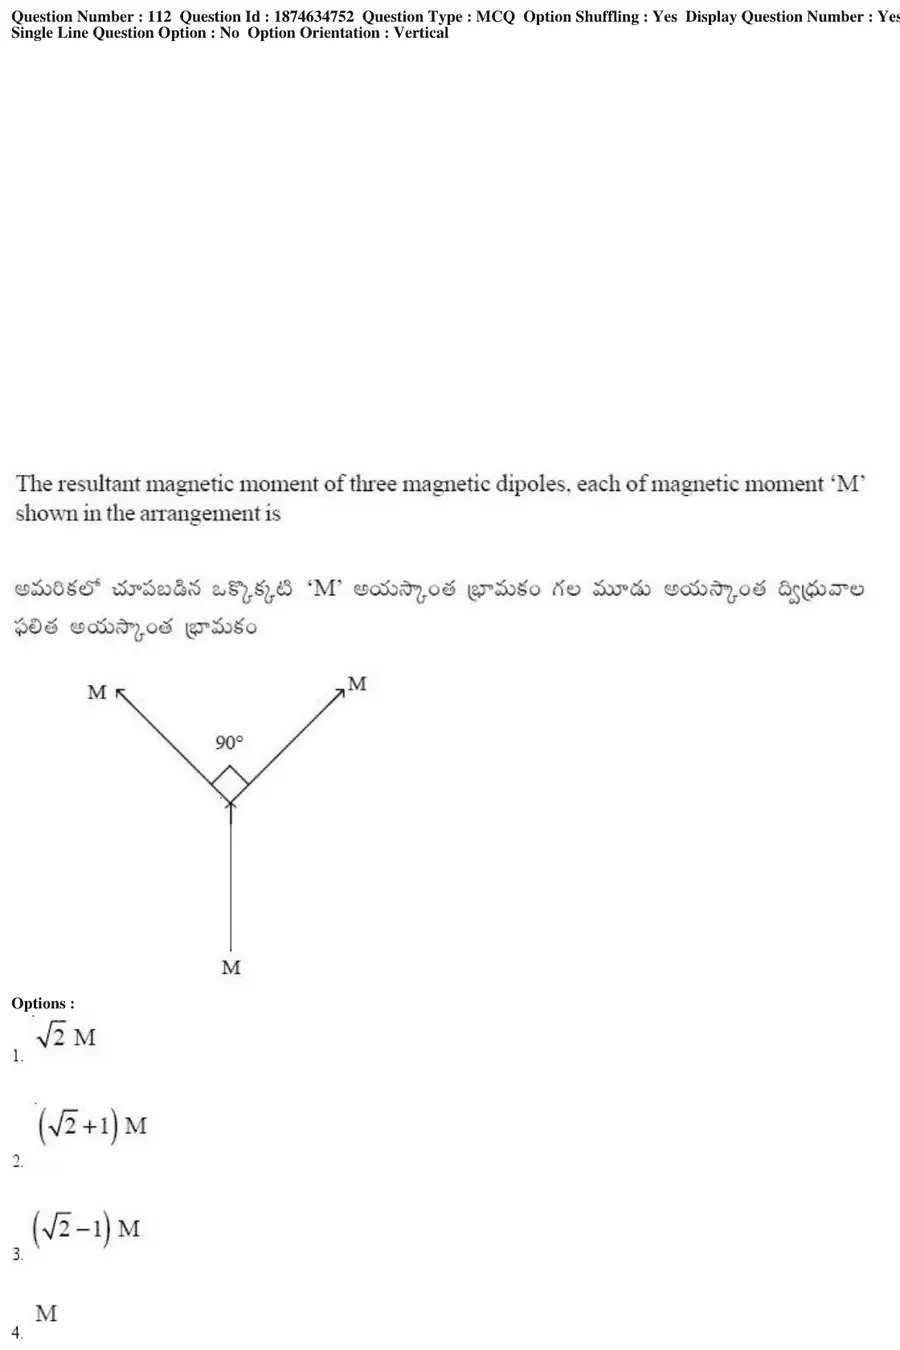 Question Number : 112 Question Id : 1874634752 Question Type : MCQ Option Shuffling : Yes Display Question Number : Yes
Single Line Question Option : No Option Orientation : Vertical
The resultant magnetic moment of three magnetic dipoles, each of magnetic moment ‘M’
shown in the arrangement is
అమరికలో చూపబడిన ఒక్కొక్కటి ‘M’ అయస్కాంత భ్రామకం గల మూడు అయస్కాంత ద్విధ్రువాల
ఫలిత అయస్కాంత భ్రామకం
M M
90°
M
Options :
1. √2 M
2. (√2+1) M
3. (√2−1) M
4. M